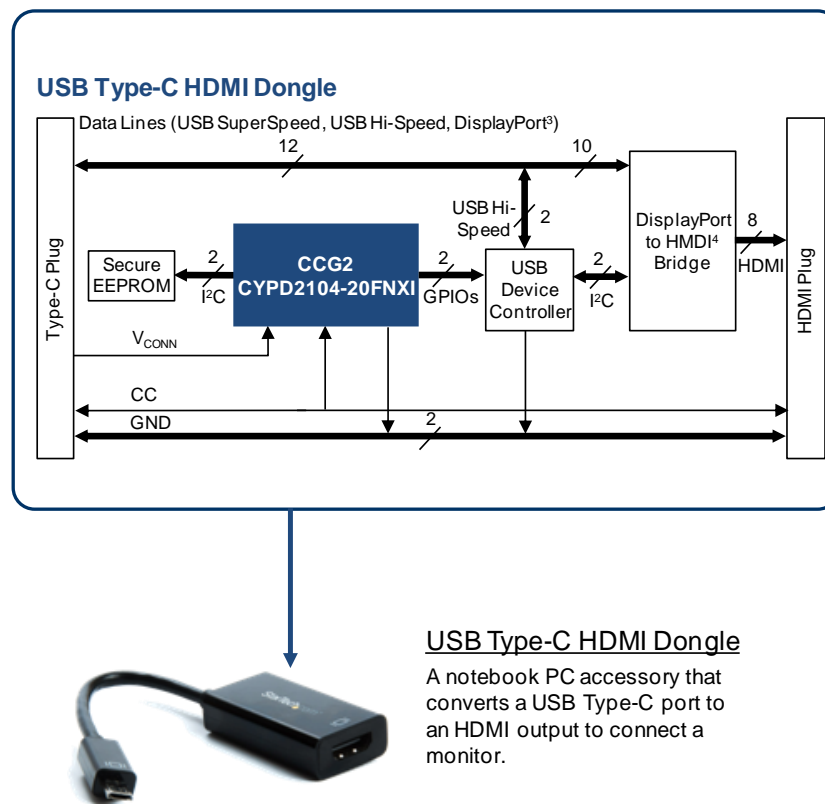 USB Type-C HDMI Dongle
Data Lines (USB SuperSpeed, USB Hi-Speed, DisplayPort³)
12
10
Type-C Plug
Secure
EEPROM
2
I²C
CCG2
CYPD2104-20FNXI
2
GPIOs
USB Hi-
Speed
2
USB
Device
Controller
2
I²C
DisplayPort
to HMDI⁴
Bridge
8
HDMI
HDMI Plug
VCONN
CC
GND
2
StarTech
USB Type-C HDMI Dongle
A notebook PC accessory that
converts a USB Type-C port to
an HDMI output to connect a
monitor.